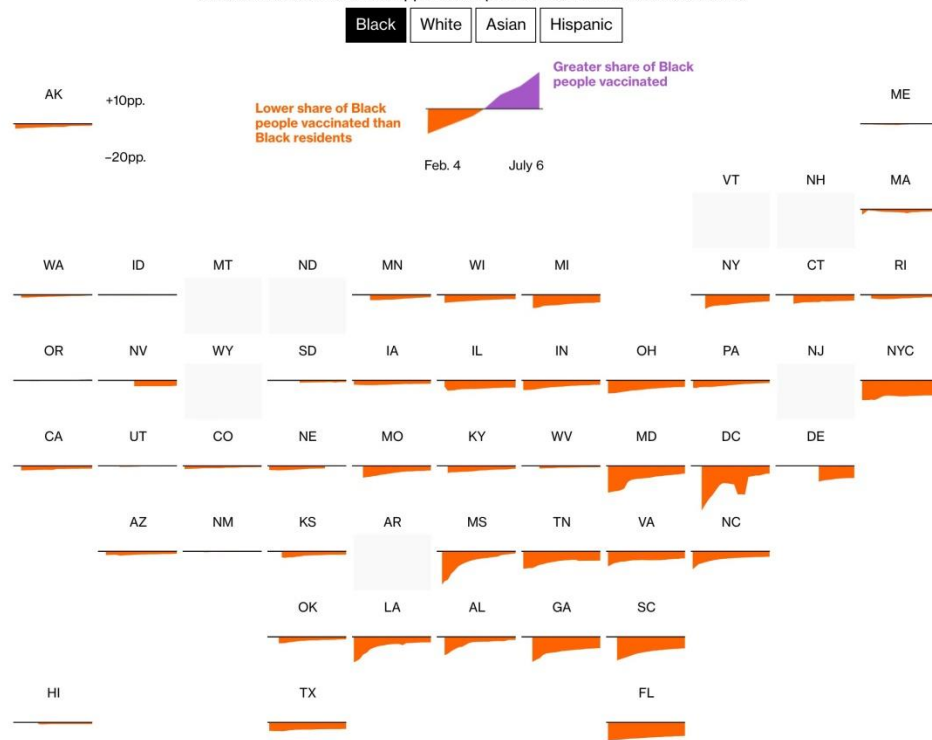 Black White Asian Hispanic
Greater share of Black
people vaccinated
AK
+10pp.
ME
Lower share of Black
people vaccinated than
Black residents
−20pp.
Feb. 4 July 6
VT NH MA
WA ID MT ND MN WI MI NY CT RI
OR NV WY SD IA IL IN OH PA NJ NYC
CA UT CO NE MO KY WV MD DC DE
AZ NM KS AR MS TN VA NC
OK LA AL GA SC
HI TX FL